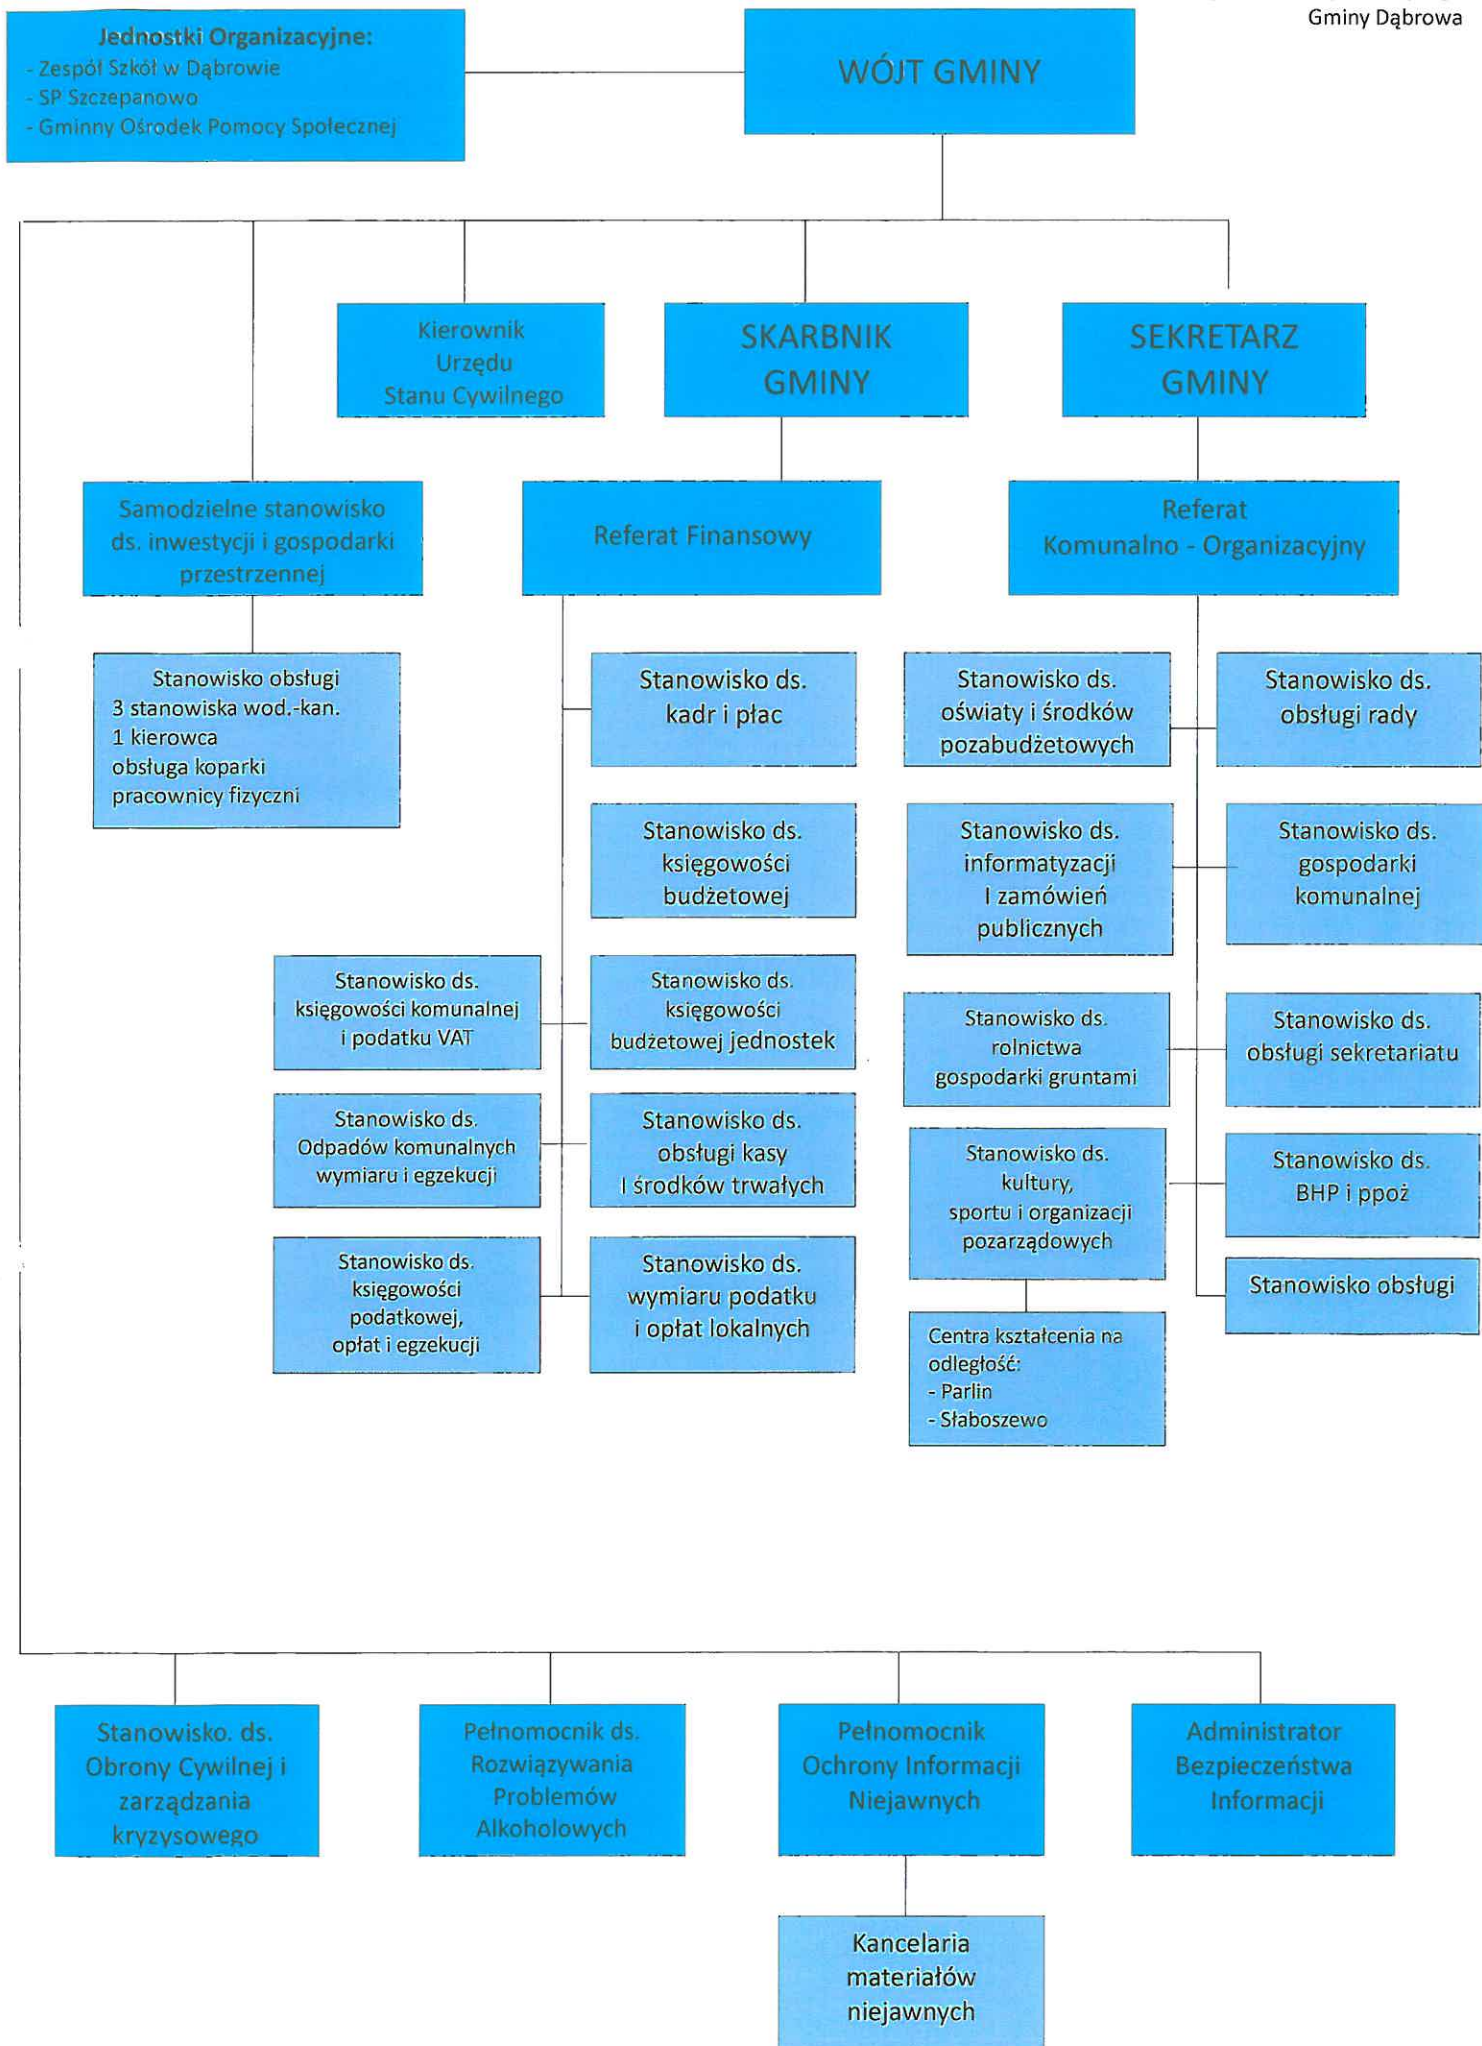 Gminy Dąbrowa
Jednostki Organizacyjne:
- Zespół Szkół w Dąbrowie
- SP Szczepanowo
- Gminny Ośrodek Pomocy Społecznej
WÓJT GMINY
Kierownik
Urzędu
Stanu Cywilnego
SKARBNIK
GMINY
SEKRETARZ
GMINY
Samodzielne stanowisko
ds. inwestycji i gospodarki
przestrzennej
Referat Finansowy
Referat
Komunalno - Organizacyjny
Stanowisko obsługi
3 stanowiska wod.-kan.
1 kierowca
obsługa koparki
pracownicy fizyczni
Stanowisko ds.
kadr i płac
Stanowisko ds.
księgowości
budżetowej
Stanowisko ds.
księgowości komunalnej
i podatku VAT
Stanowisko ds.
księgowości
budżetowej jednostek
Stanowisko ds.
Odpadów komunalnych
wymiaru i egzekucji
Stanowisko ds.
obsługi kasy
I środków trwałych
Stanowisko ds.
księgowości
podatkowej,
opłat i egzekucji
Stanowisko ds.
wymiaru podatku
i opłat lokalnych
Stanowisko ds.
oświaty i środków
pozabudżetowych
Stanowisko ds.
obsługi rady
Stanowisko ds.
informatyzacji
I zamówień
publicznych
Stanowisko ds.
gospodarki
komunalnej
Stanowisko ds.
rolnictwa
gospodarki gruntami
Stanowisko ds.
obsługi sekretariatu
Stanowisko ds.
kultury,
sportu i organizacji
pozarządowych
Stanowisko ds.
BHP i ppoż
Stanowisko obsługi
Centra kształcenia na
odległość:
- Parlin
- Słaboszewo
Stanowisko. ds.
Obrony Cywilnej i
zarządzania
kryzysowego
Pełnomocnik ds.
Rozwiązywania
Problemów
Alkoholowych
Pełnomocnik
Ochrony Informacji
Niejawnych
Administrator
Bezpieczeństwa
Informacji
Kancelaria
materiałów
niejawnych